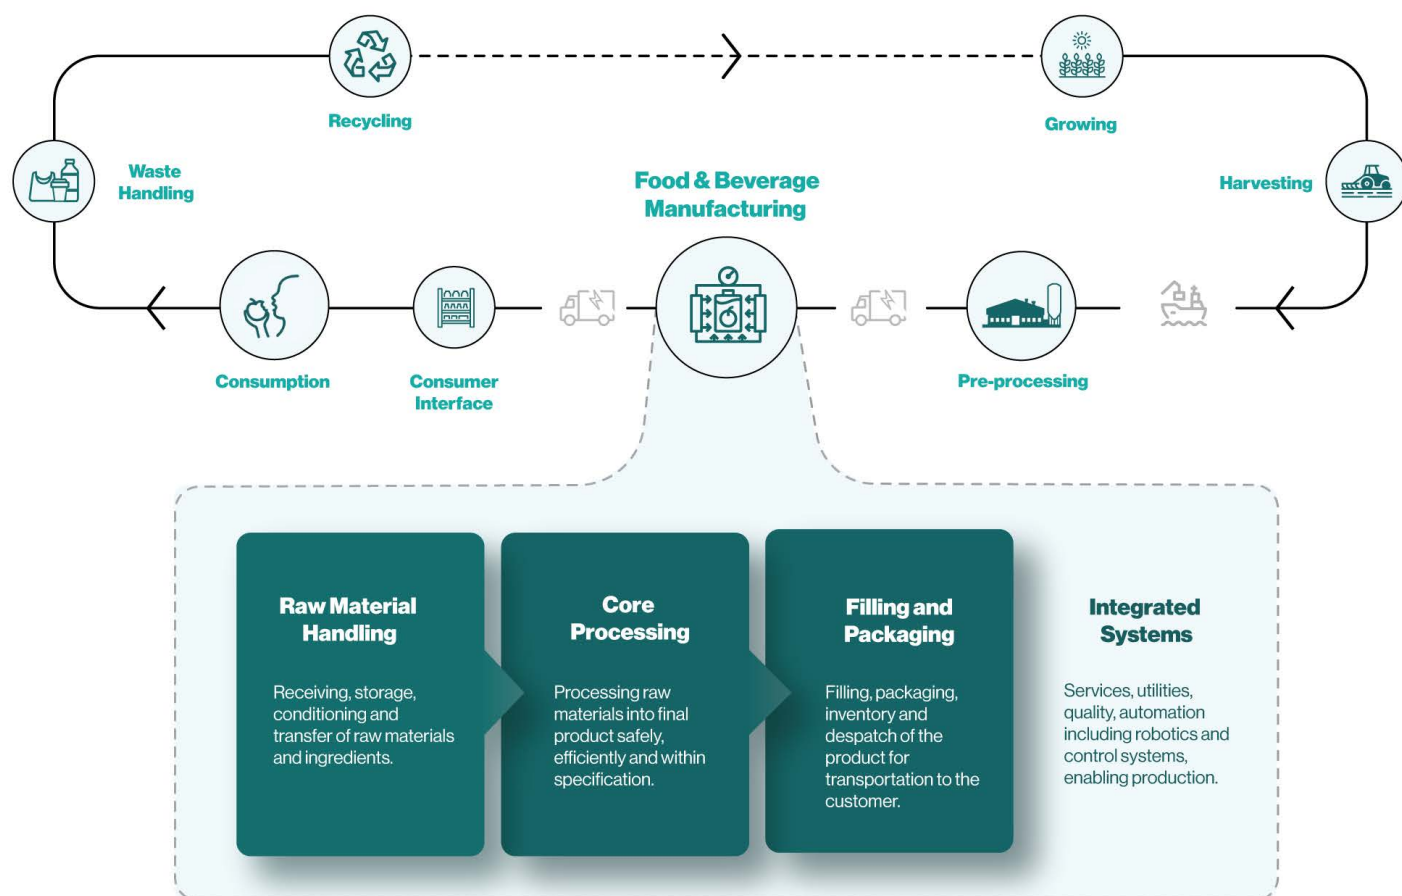 Recycling
Growing
Waste
Handling
Food & Beverage
Manufacturing
Harvesting
Consumption
Consumer
Interface
Pre-processing
Raw Material
Handling
Receiving, storage,
conditioning and
transfer of raw materials
and ingredients.
Core
Processing
Processing raw
materials into final
product safely,
efficiently and within
specification.
Filling and
Packaging
Filling, packaging,
inventory and
despatch of the
product for
transportation to the
customer.
Integrated
Systems
Services, utilities,
quality, automation
including robotics and
control systems,
enabling production.